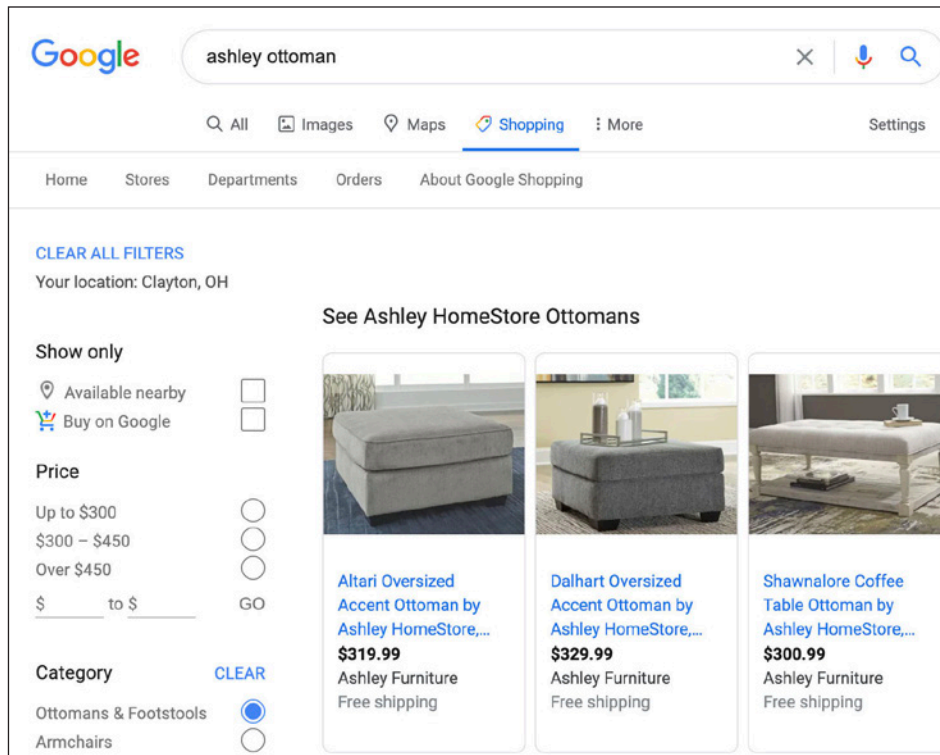 Google
ashley ottoman
All Images Maps Shopping More Settings
Home Stores Departments Orders About Google Shopping
CLEAR ALL FILTERS
Your location: Clayton, OH
See Ashley HomeStore Ottomans
Show only
Available nearby
Buy on Google
Price
Up to $300
$300 – $450
Over $450
$ to $ GO
Category CLEAR
Ottomans & Footstools
Armchairs
Altari Oversized
Accent Ottoman by
Ashley HomeStore,...
$319.99
Ashley Furniture
Free shipping
Dalhart Oversized
Accent Ottoman by
Ashley HomeStore,...
$329.99
Ashley Furniture
Free shipping
Shawnalore Coffee
Table Ottoman by
Ashley HomeStore,...
$300.99
Ashley Furniture
Free shipping